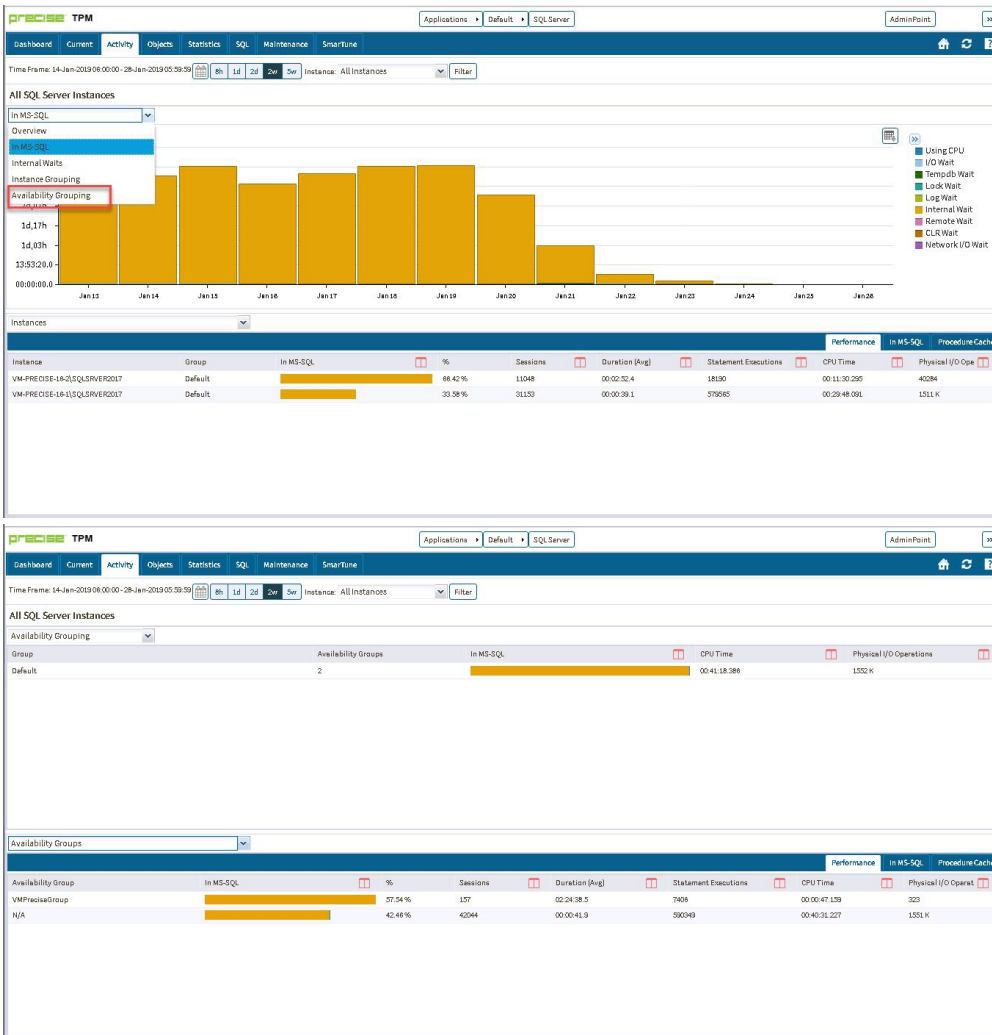 precise TPM Applications Default SQL Server AdminPoint »
Dashboard Current Activity Objects Statistics SQL Maintenance SmarTune
Time Frame: 14-Jan-2019 06:00:00 - 28-Jan-2019 05:59:59 8h 1d 2d 2w 5w Instance: All Instances Filter
All SQL Server Instances
In MS-SQL
Overview
In MS-SQL
Internal Waits
Instance Grouping
Availability Grouping
1d,17h
1d,03h
13:53:20.0
00:00:00.0
Jan 13 Jan 14 Jan 15 Jan 16 Jan 17 Jan 18 Jan 19 Jan 20 Jan 21 Jan 22 Jan 23 Jan 24 Jan 25 Jan 26
Using CPU
I/O Wait
Tempdb Wait
Lock Wait
Log Wait
Internal Wait
Remote Wait
CLR Wait
Network I/O Wait
Instances
Performance In MS-SQL Procedure Cache
Instance Group In MS-SQL % Sessions Duration (Avg) Statement Executions CPU Time Physical I/O Ope
VM-PRECISE-16-2\SQLSRVER2017 Default 66.42 % 11048 00:02:52.4 18190 00:11:30.295 40284
VM-PRECISE-16-1\SQLSRVER2017 Default 33.58 % 31153 00:00:39.1 579565 00:29:48.091 1511 K
precise TPM Applications Default SQL Server AdminPoint »
Dashboard Current Activity Objects Statistics SQL Maintenance SmarTune
Time Frame: 14-Jan-2019 06:00:00 - 28-Jan-2019 05:59:59 8h 1d 2d 2w 5w Instance: All Instances Filter
All SQL Server Instances
Availability Grouping
Group Availability Groups In MS-SQL CPU Time Physical I/O Operations
Default 2 00:41:18.386 1552 K
Availability Groups
Performance In MS-SQL Procedure Cache
Availability Group In MS-SQL % Sessions Duration (Avg) Statement Executions CPU Time Physical I/O Operat
VMPreciseGroup 57.54 % 157 02:24:38.5 7406 00:00:47.159 323
N/A 42.46 % 42044 00:00:41.9 590349 00:40:31.227 1551 K